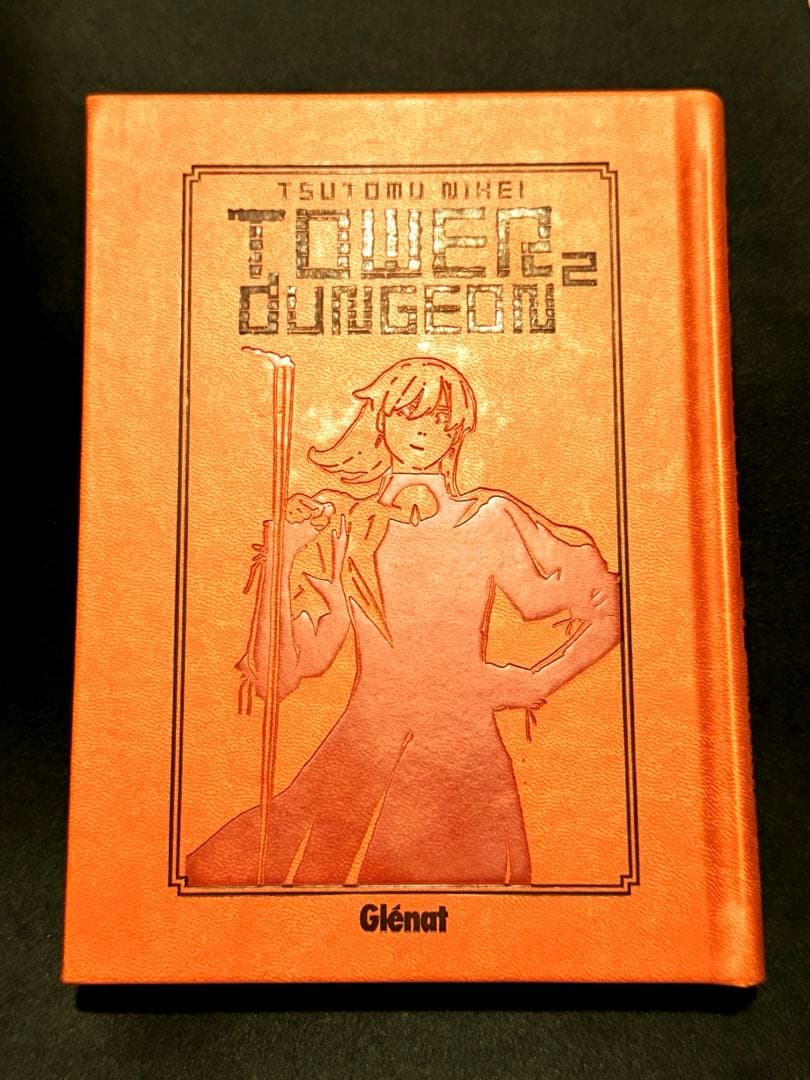 TSUTOMU NIHEI
TOWER
DUNGEON 2
Glénat